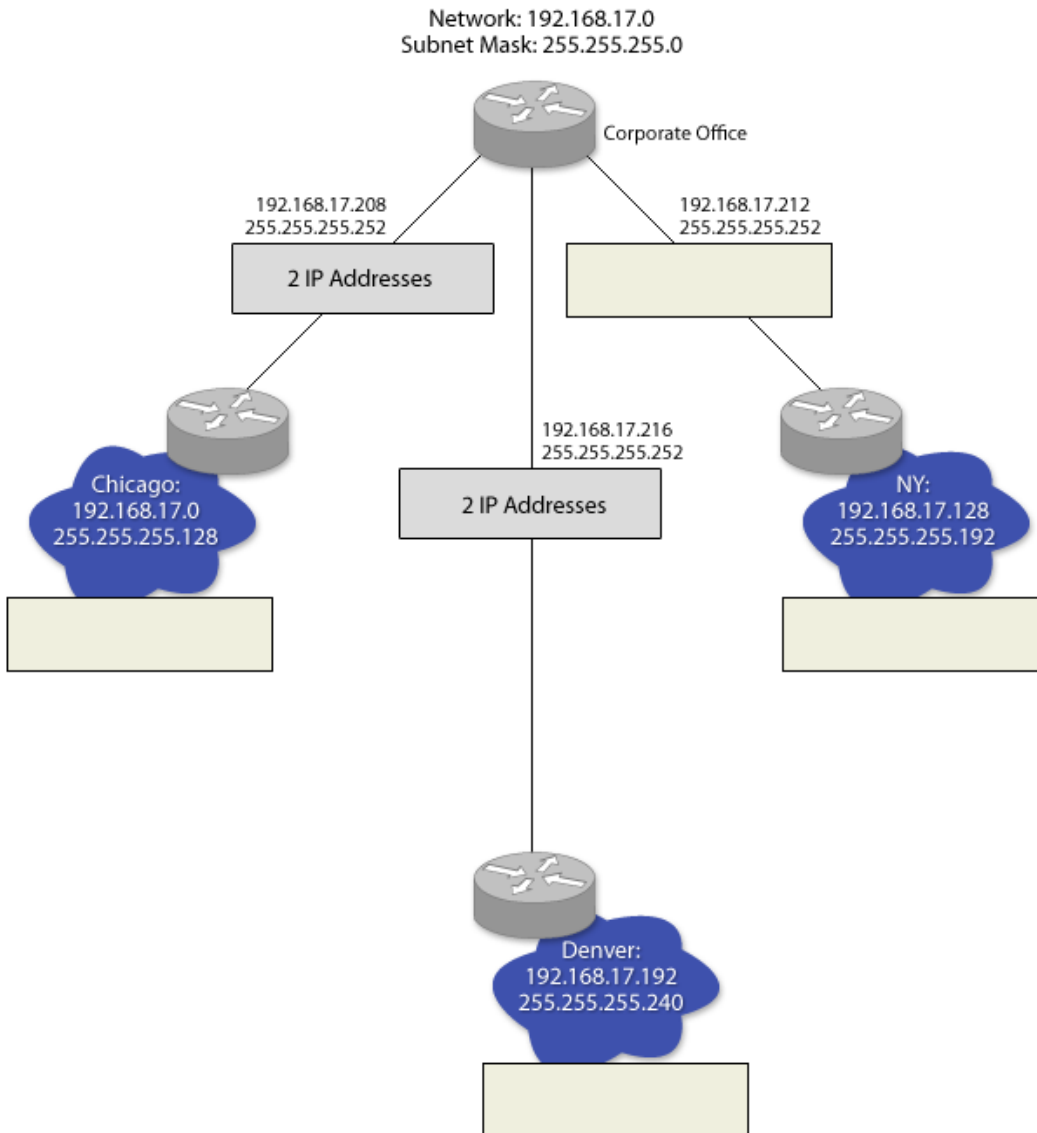 Network: 192.168.17.0
Subnet Mask: 255.255.255.0
Corporate Office
192.168.17.208
255.255.255.252
2 IP Addresses
192.168.17.212
255.255.255.252
192.168.17.216
255.255.255.252
2 IP Addresses
Chicago:
192.168.17.0
255.255.255.128
NY:
192.168.17.128
255.255.255.192
Denver:
192.168.17.192
255.255.255.240